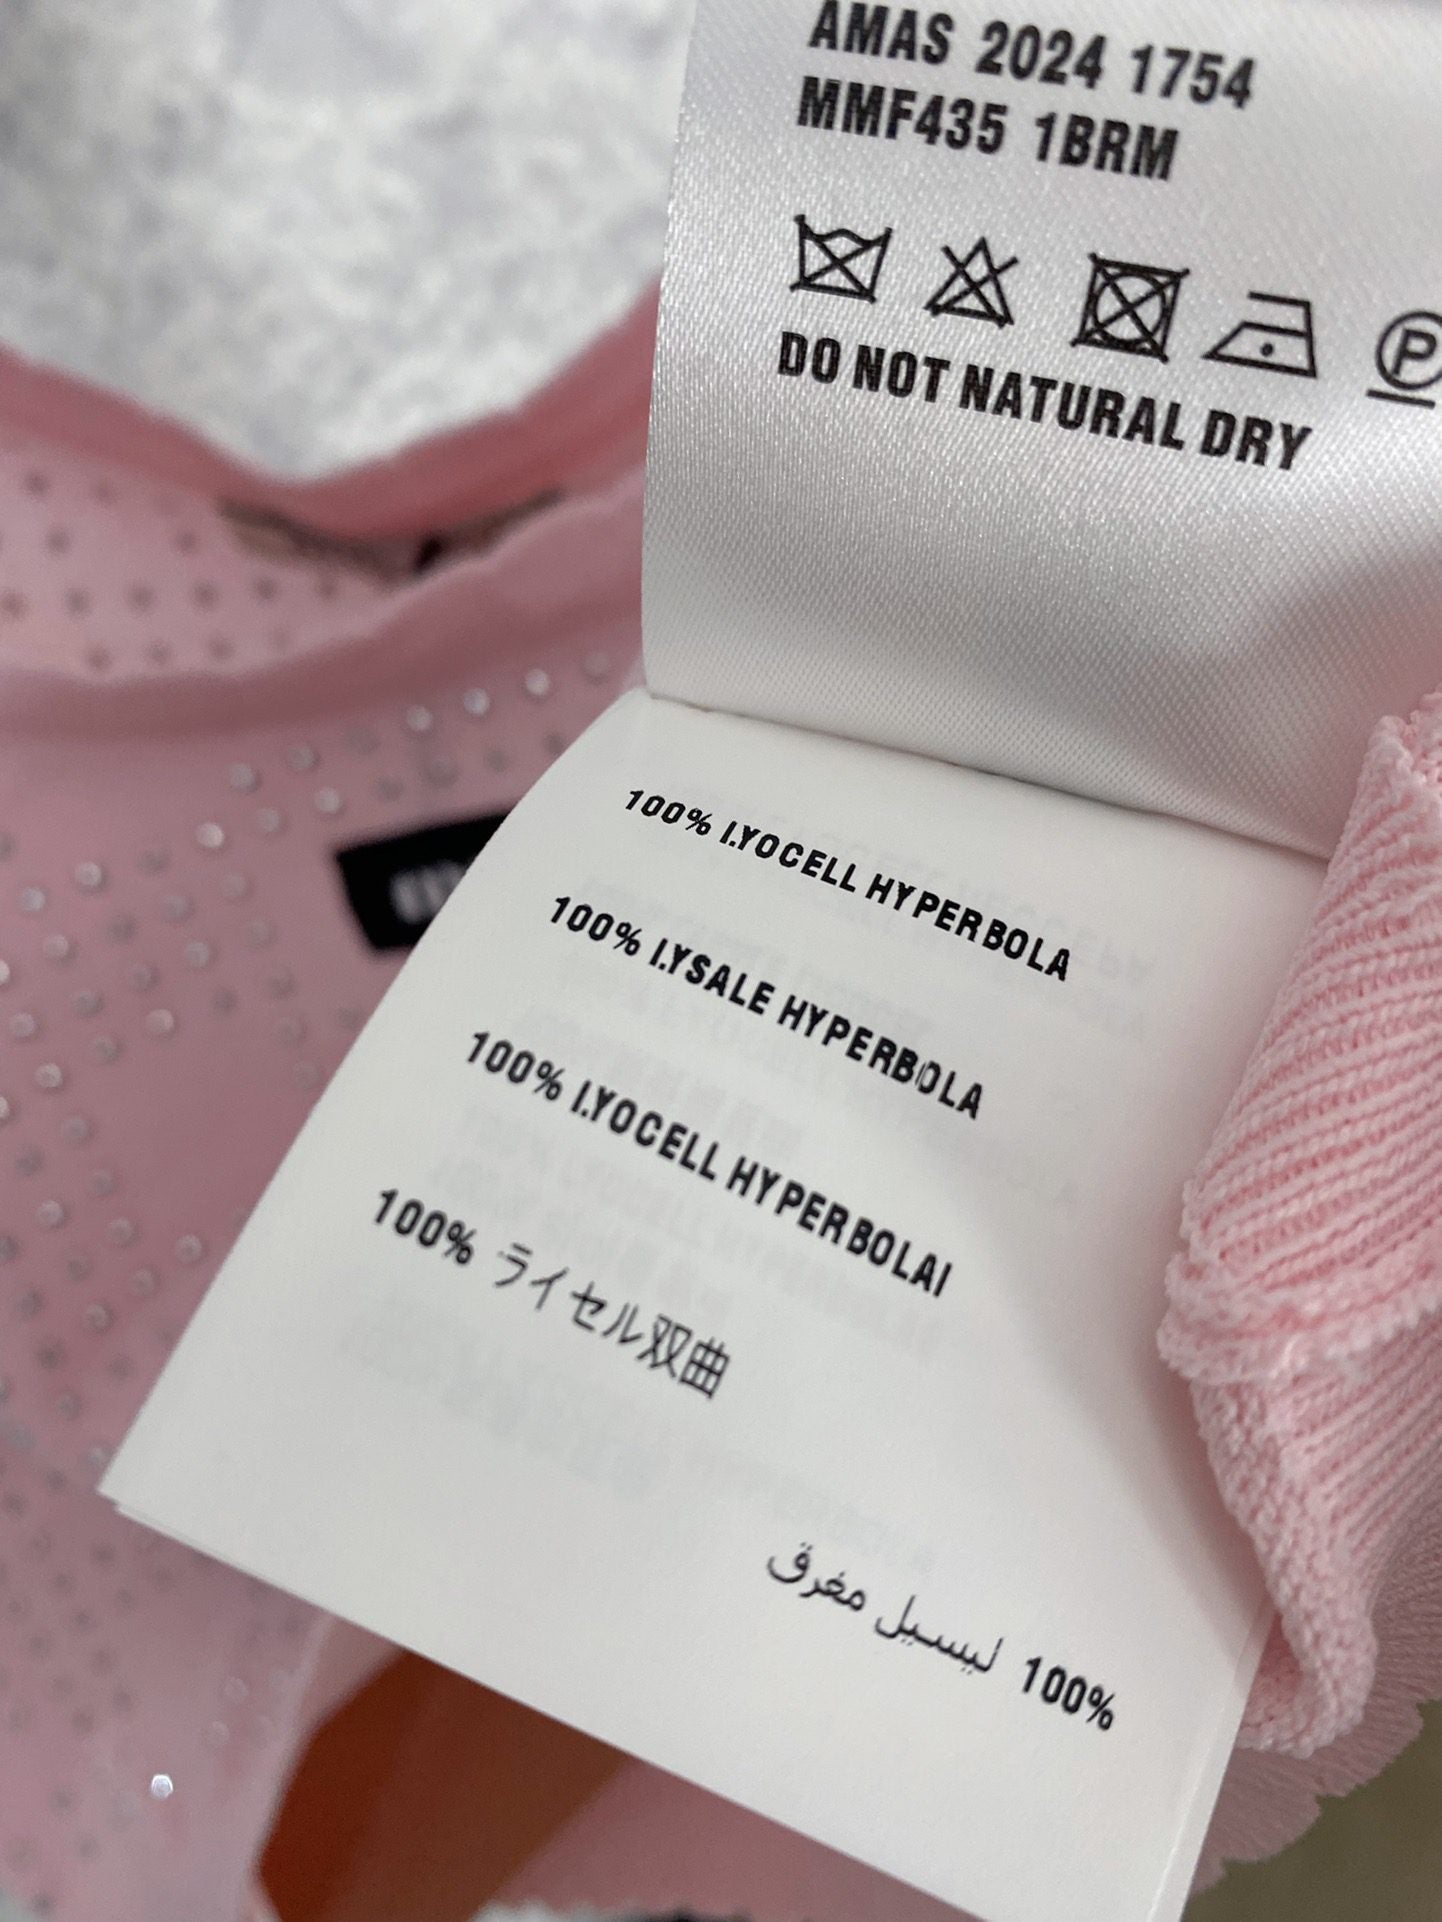 AMAS 2024 1754
MMF435 1BRM
P
DO NOT NATURAL DRY
100% I.YOCELL HYPERBOLA
100% I.YSALE HYPERBOLA
100% I.YOCELL HYPERBOLAI
100% ライセル双曲
100% ليسيل مغرق